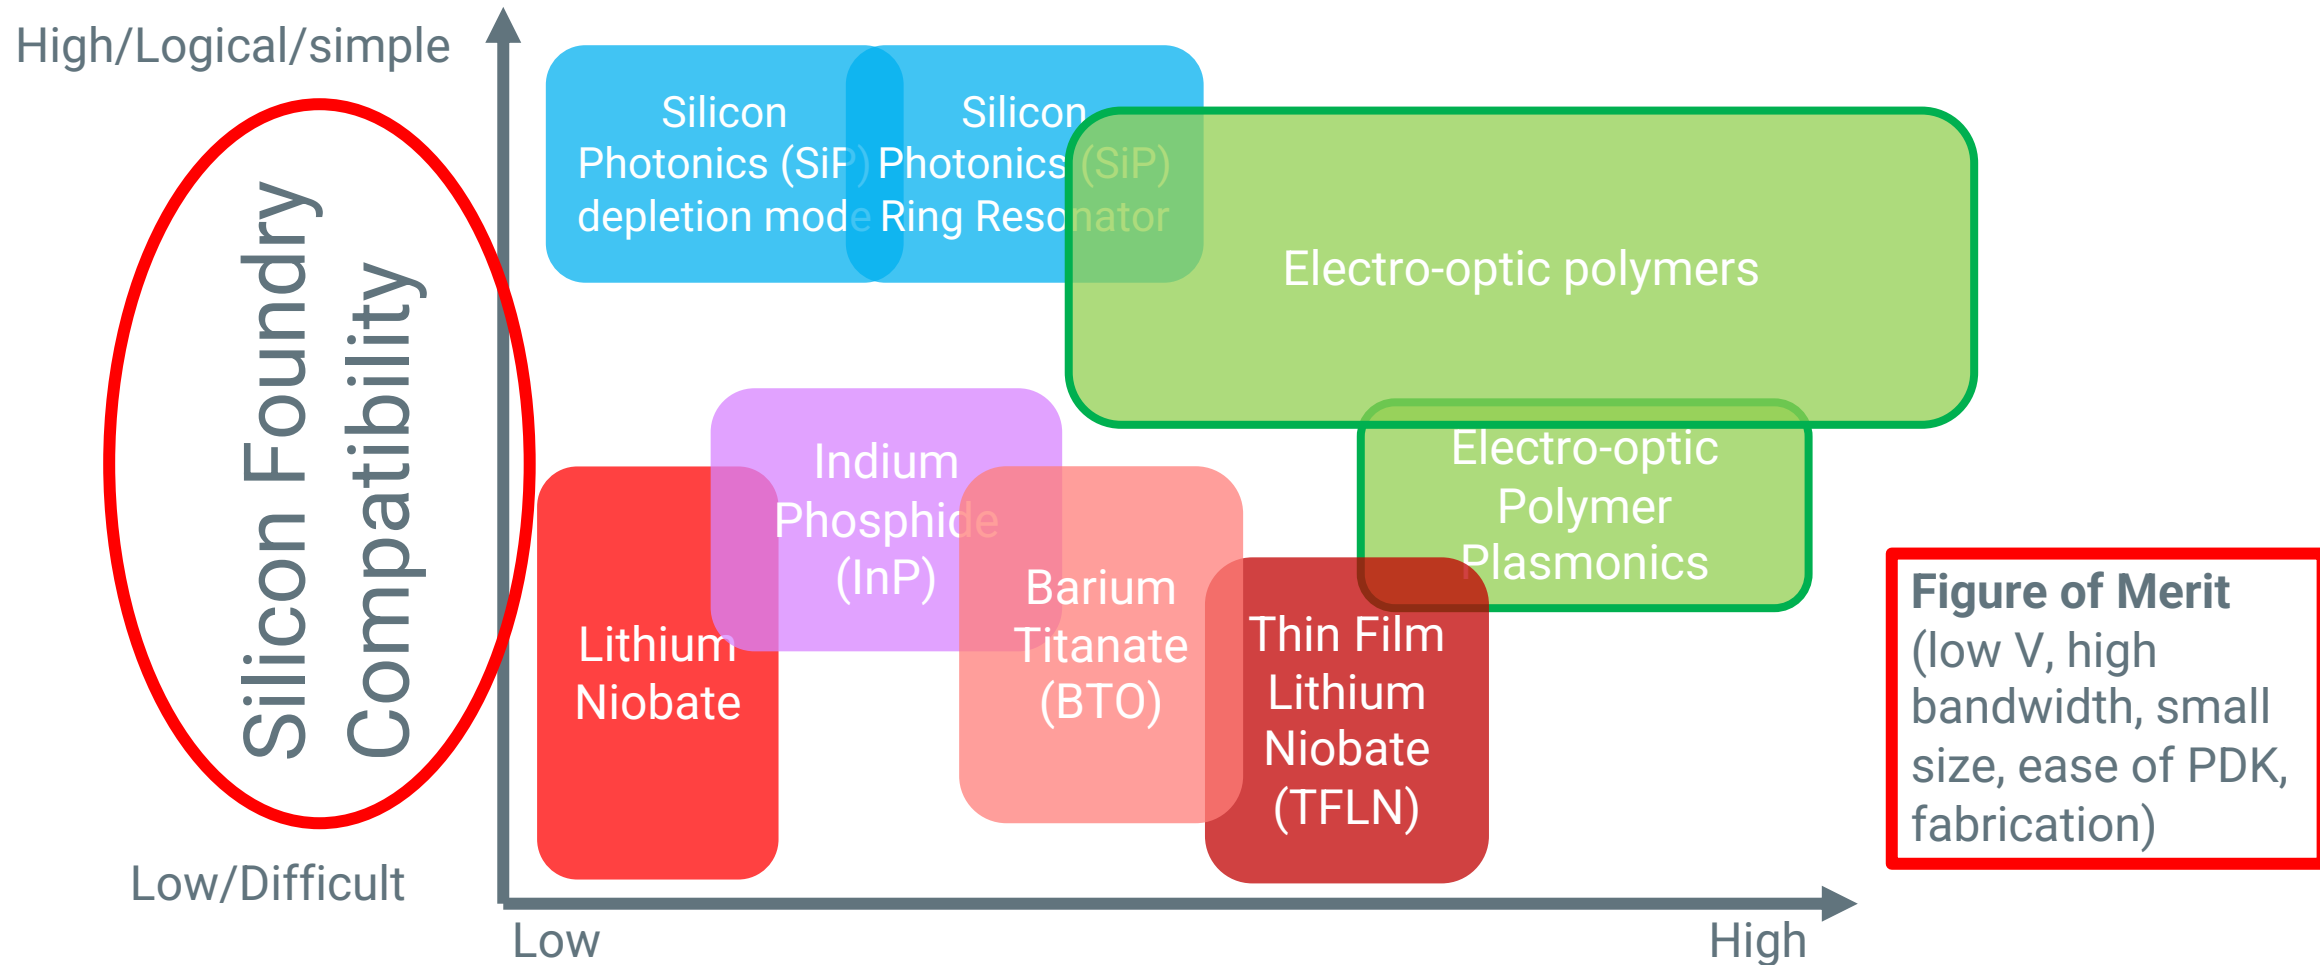 High/Logical/simple
Silicon Foundry
Compatibility
Low/Difficult
Silicon
Photonics (SiP)
depletion mode
Silicon
Photonics (SiP)
Ring Resonator
Electro-optic polymers
Indium
Phosphide
(InP)
Electro-optic
Polymer
Plasmonics
Lithium
Niobate
Barium
Titanate
(BTO)
Thin Film
Lithium
Niobate
(TFLN)
Figure of Merit
(low V, high
bandwidth, small
size, ease of PDK,
fabrication)
Low
High